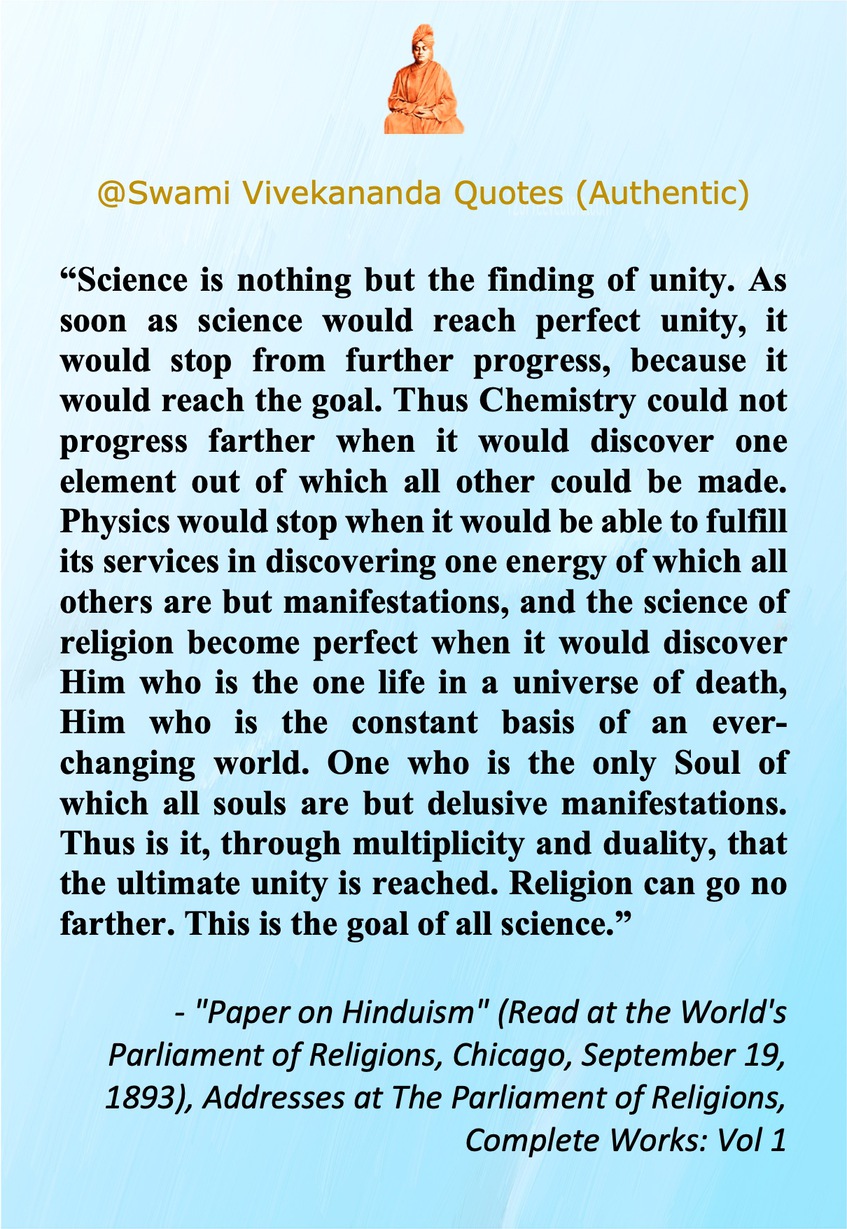 @Swami Vivekananda Quotes (Authentic)
“Science is nothing but the finding of unity. As
soon as science would reach perfect unity, it
would stop from further progress, because it
would reach the goal. Thus Chemistry could not
progress farther when it would discover one
element out of which all other could be made.
Physics would stop when it would be able to fulfill
its services in discovering one energy of which all
others are but manifestations, and the science of
religion become perfect when it would discover
Him who is the one life in a universe of death,
Him who is the constant basis of an ever-
changing world. One who is the only Soul of
which all souls are but delusive manifestations.
Thus is it, through multiplicity and duality, that
the ultimate unity is reached. Religion can go no
farther. This is the goal of all science.”
- "Paper on Hinduism" (Read at the World's
Parliament of Religions, Chicago, September 19,
1893), Addresses at The Parliament of Religions,
Complete Works: Vol 1